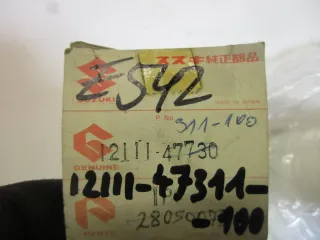 スズキ純正部品
E542
SUZUKI
MADE IN JAPAN
P. No.
311-100
12111-47730
GENUINE
12111-47311-
-100
PARTS